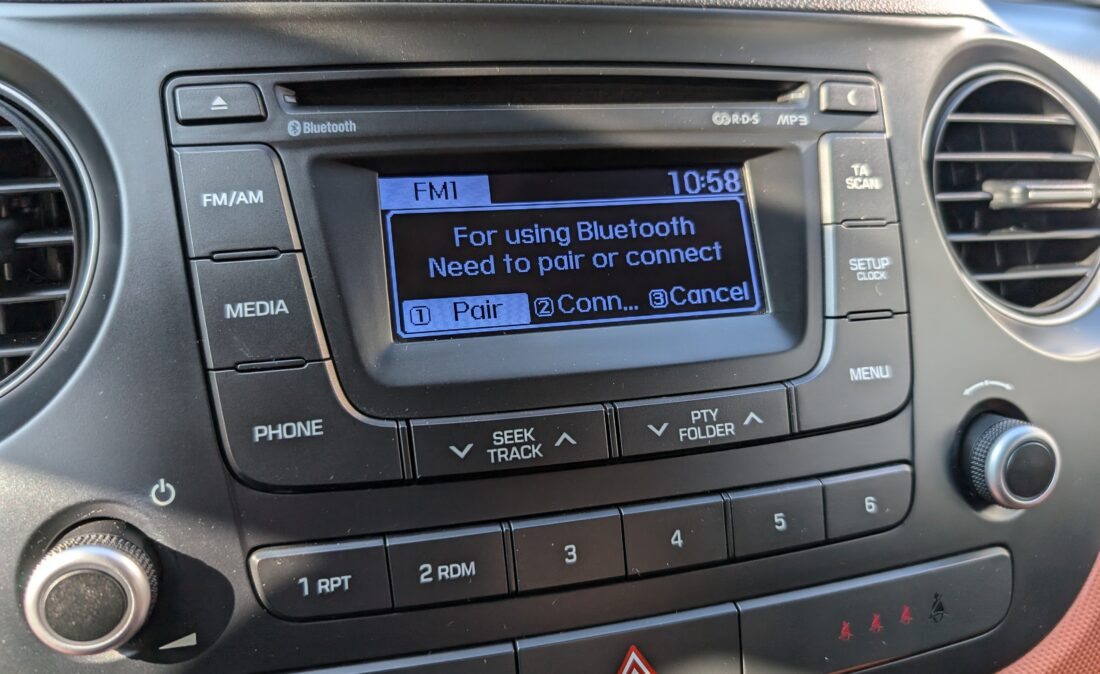 Bluetooth
R·D·S
MP3
FM/AM
MEDIA
PHONE
FM1
10:58
For using Bluetooth
Need to pair or connect
1 Pair
2 Conn...
3 Cancel
TA
SCAN
SETUP
CLOCK
MENU
SEEK
TRACK
PTY
FOLDER
1 RPT
2 RDM
3
4
5
6